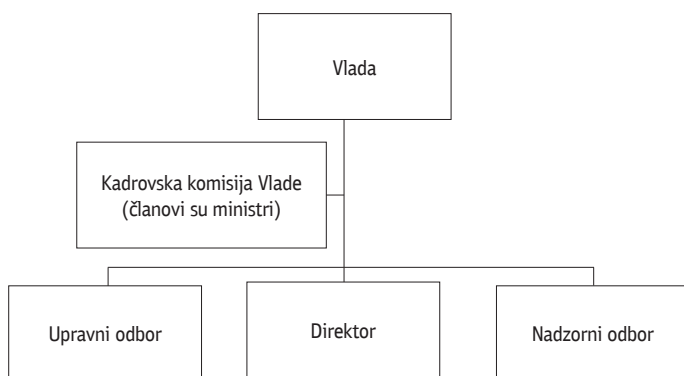 Vlada
Kadrovska komisija Vlade
(članovi su ministri)
Upravni odbor
Direktor
Nadzorni odbor